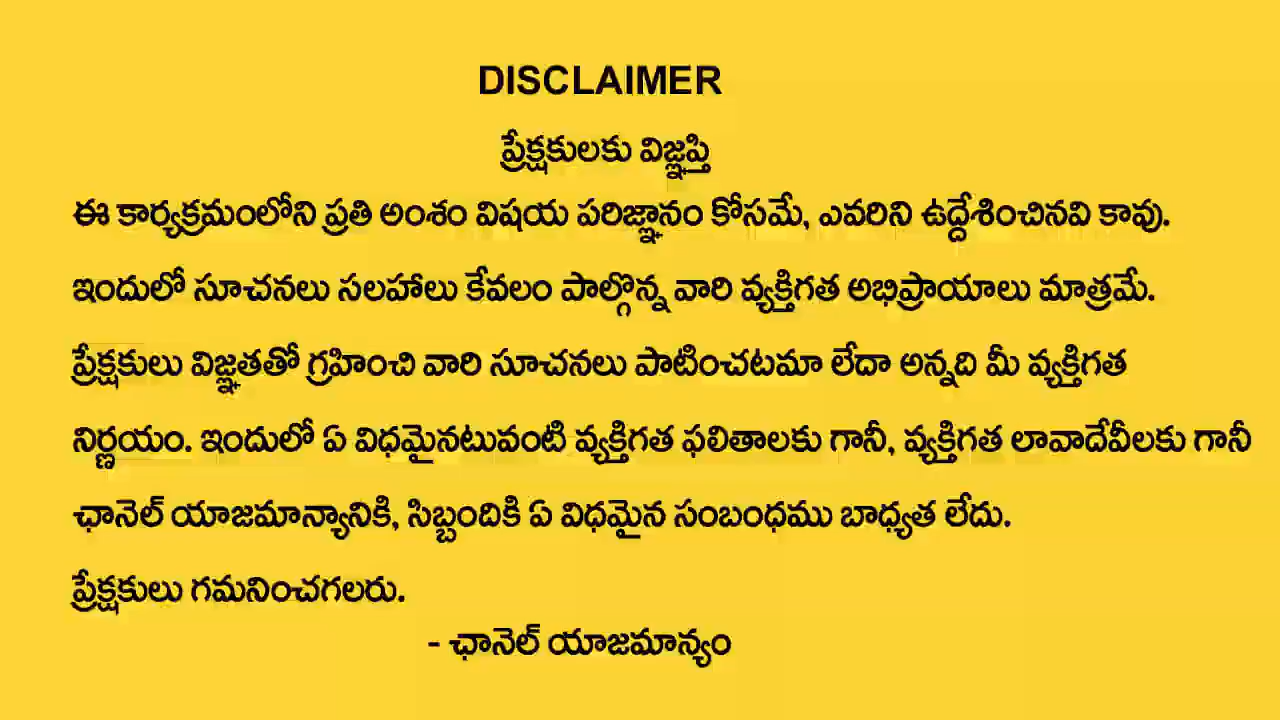 DISCLAIMER
ప్రేక్షకులకు విజ్ఞప్తి
ఈ కార్యక్రమంలోని ప్రతి అంశం విషయ పరిజ్ఞానం కోసమే, ఎవరిని ఉద్దేశించినవి కావు.
ఇందులో సూచనలు సలహాలు కేవలం పాల్గొన్న వారి వ్యక్తిగత అభిప్రాయాలు మాత్రమే.
ప్రేక్షకులు విజ్ఞతతో గ్రహించి వారి సూచనలు పాటించటమా లేదా అన్నది మీ వ్యక్తిగత
నిర్ణయం. ఇందులో ఏ విధమైనటువంటి వ్యక్తిగత ఫలితాలకు గానీ, వ్యక్తిగత లావాదేవీలకు గానీ
ఛానెల్ యాజమాన్యానికి, సిబ్బందికి ఏ విధమైన సంబంధము బాధ్యత లేదు.
ప్రేక్షకులు గమనించగలరు.
- ఛానెల్ యాజమాన్యం